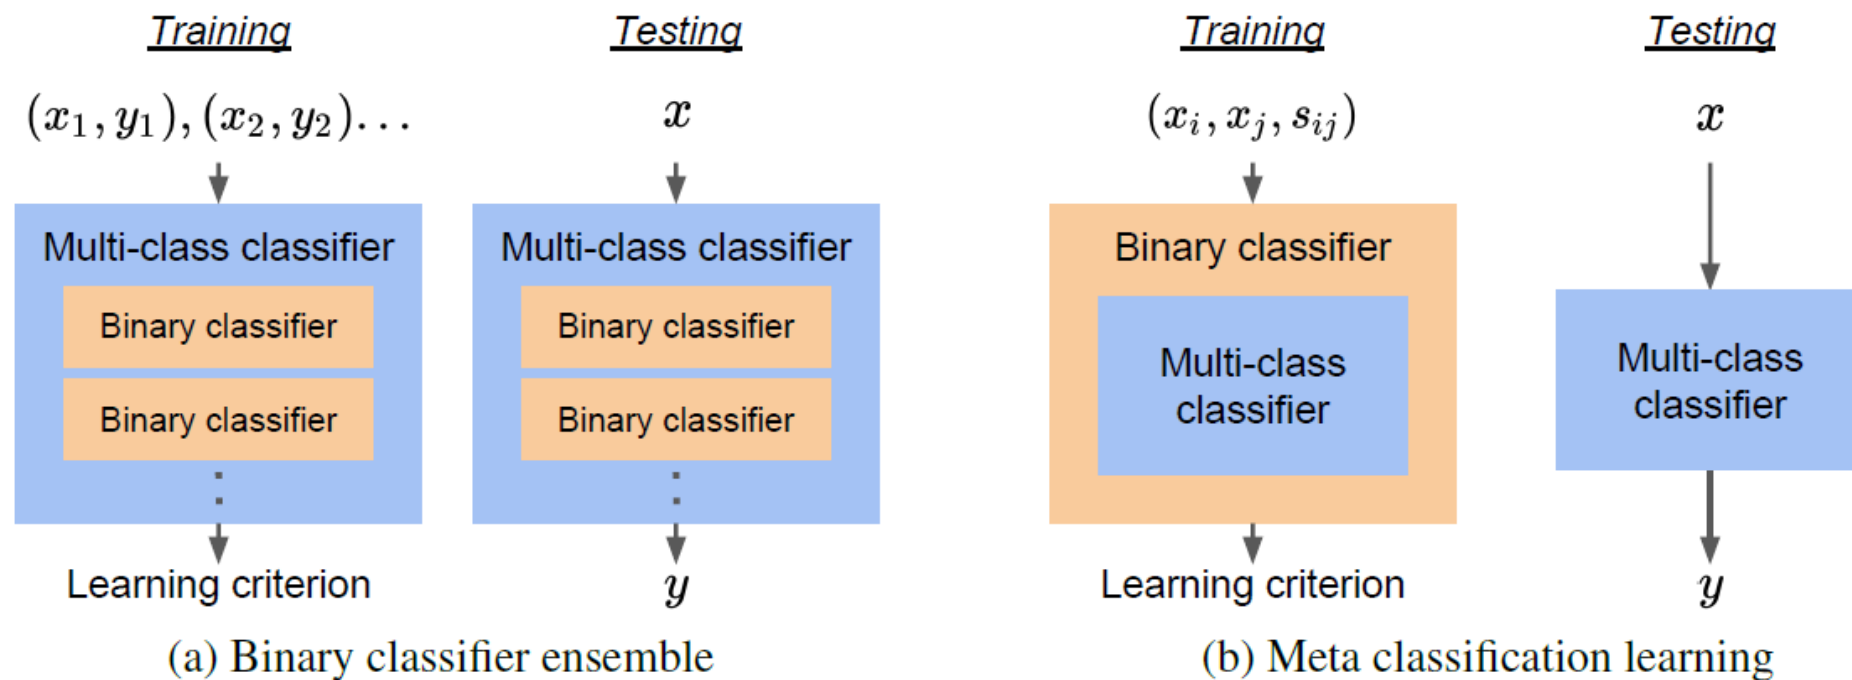 Training
(x₁, y₁), (x₂, y₂)...
Multi-class classifier
Binary classifier
Binary classifier
Learning criterion
Testing
x
Multi-class classifier
Binary classifier
Binary classifier
y
(a) Binary classifier ensemble
Training
(xᵢ, xⱼ, sᵢⱼ)
Binary classifier
Multi-class
classifier
Learning criterion
Testing
x
Multi-class
classifier
y
(b) Meta classification learning